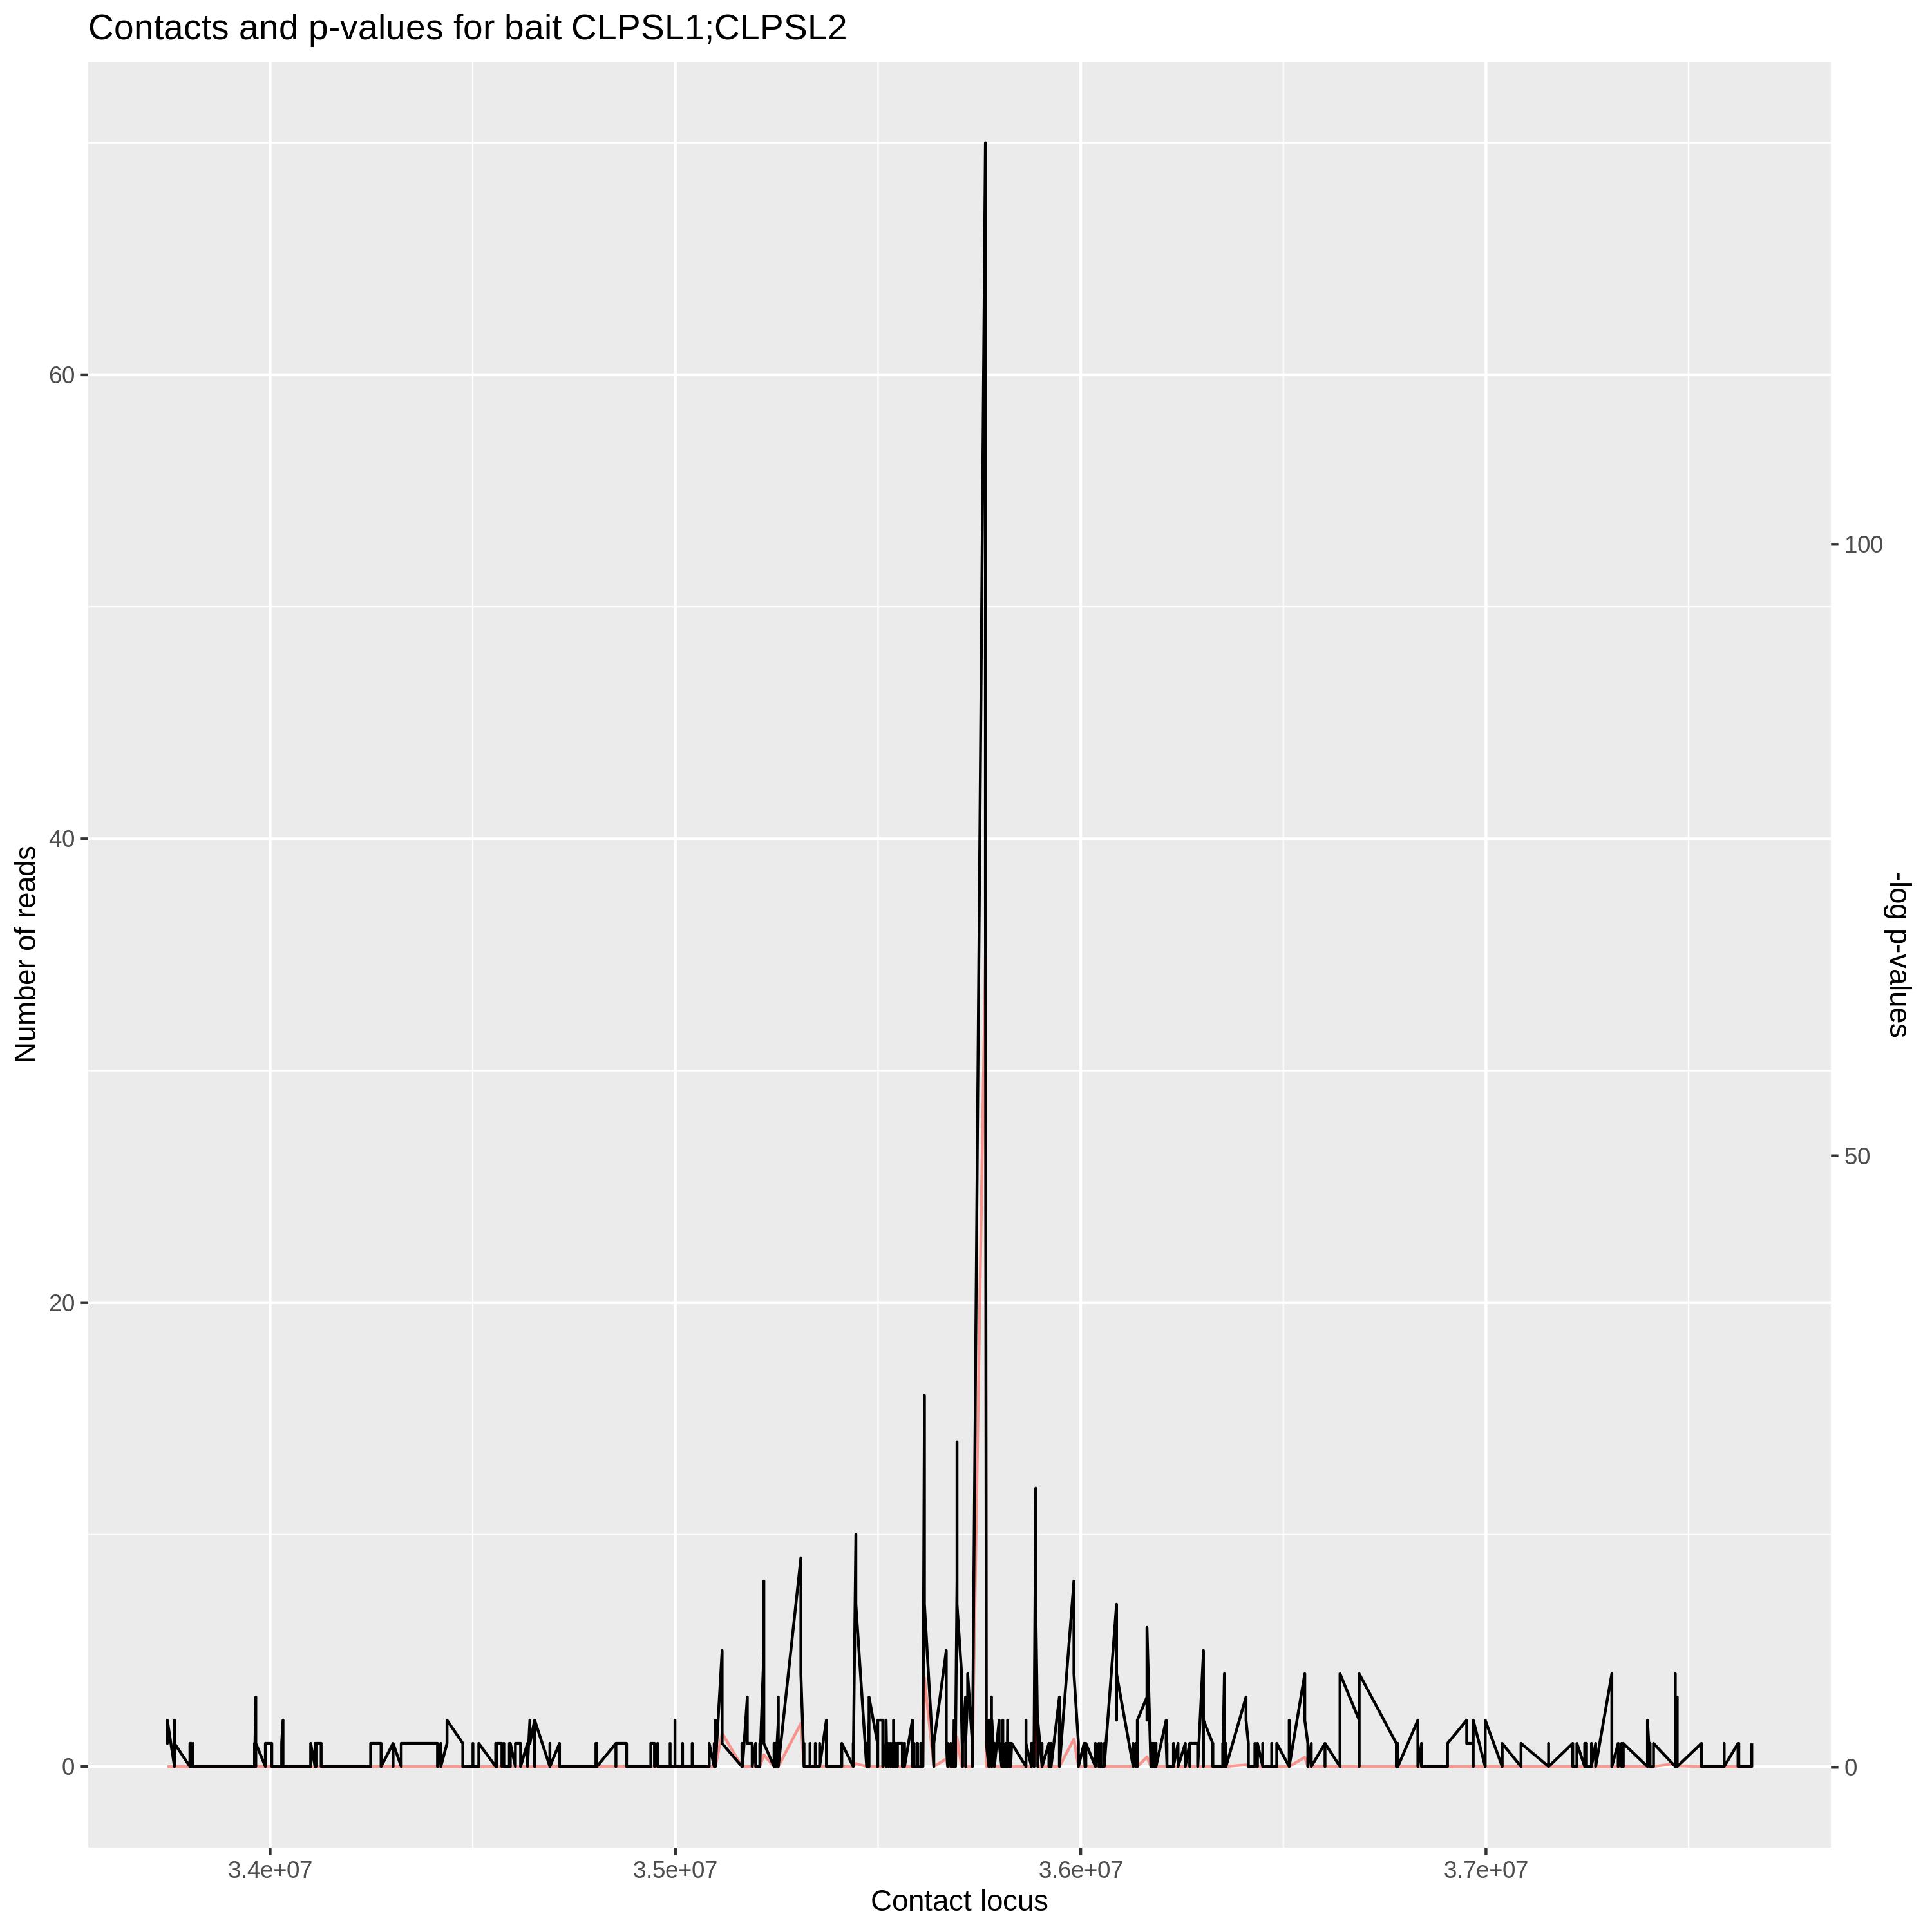 Contacts and p-values for bait CLPSL1;CLPSL2
60
40
20
0
Number of reads
100
50
0
-log p-values
3.4e+07
3.5e+07
3.6e+07
3.7e+07
Contact locus